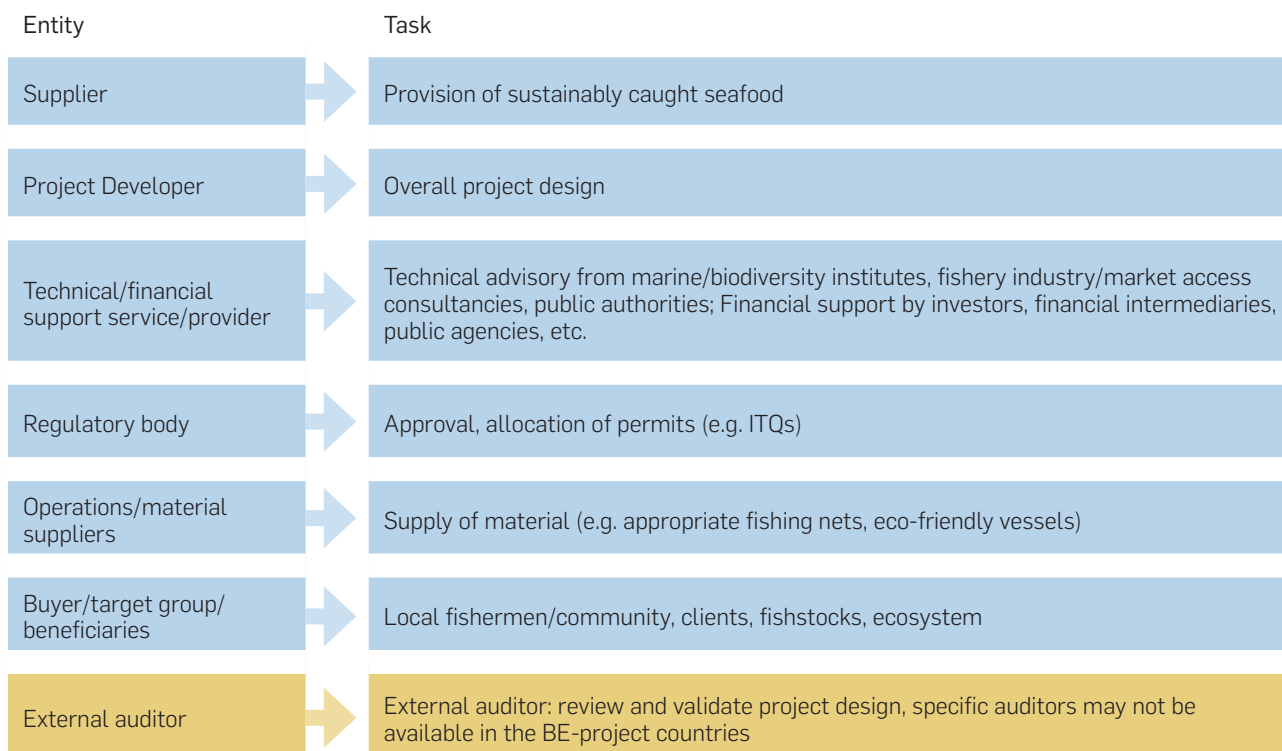 Entity
Task
Supplier
Provision of sustainably caught seafood
Project Developer
Overall project design
Technical/financial
support service/provider
Technical advisory from marine/biodiversity institutes, fishery industry/market access
consultancies, public authorities; Financial support by investors, financial intermediaries,
public agencies, etc.
Regulatory body
Approval, allocation of permits (e.g. ITQs)
Operations/material
suppliers
Supply of material (e.g. appropriate fishing nets, eco-friendly vessels)
Buyer/target group/
beneficiaries
Local fishermen/community, clients, fishstocks, ecosystem
External auditor
External auditor: review and validate project design, specific auditors may not be
available in the BE-project countries